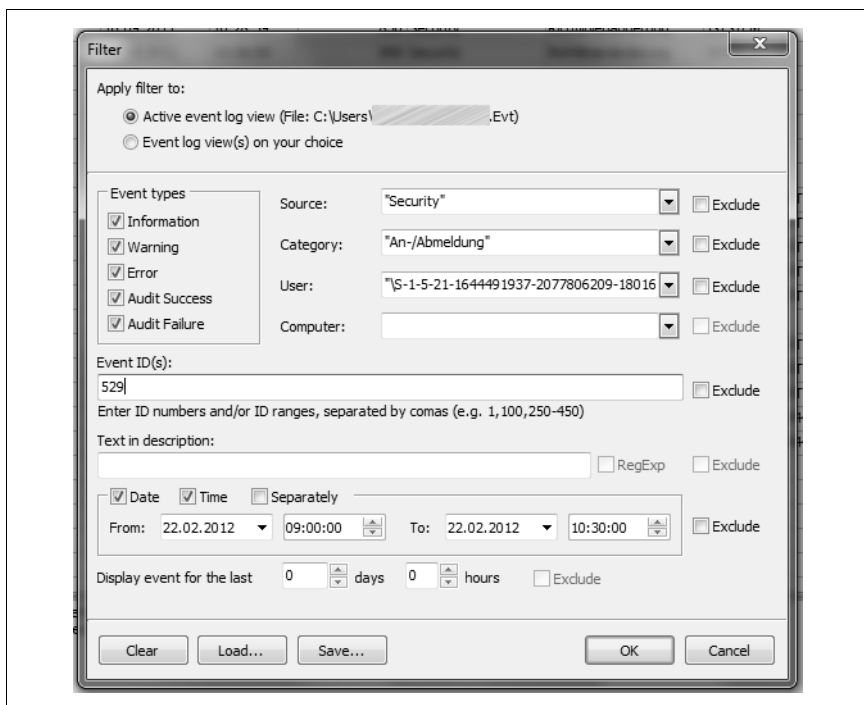 Filter
Apply filter to:
Active event log view (File: C:\Users\ .Evt)
Event log view(s) on your choice
Event types
Information
Warning
Error
Audit Success
Audit Failure
Source: "Security" Exclude
Category: "An-/Abmeldung" Exclude
User: "\S-1-5-21-1644491937-2077806209-18016 Exclude
Computer: Exclude
Event ID(s):
529 Exclude
Enter ID numbers and/or ID ranges, separated by comas (e.g. 1,100,250-450)
Text in description:
RegExp Exclude
Date Time Separately
From: 22.02.2012 09:00:00 To: 22.02.2012 10:30:00 Exclude
Display event for the last 0 days 0 hours Exclude
Clear Load... Save... OK Cancel